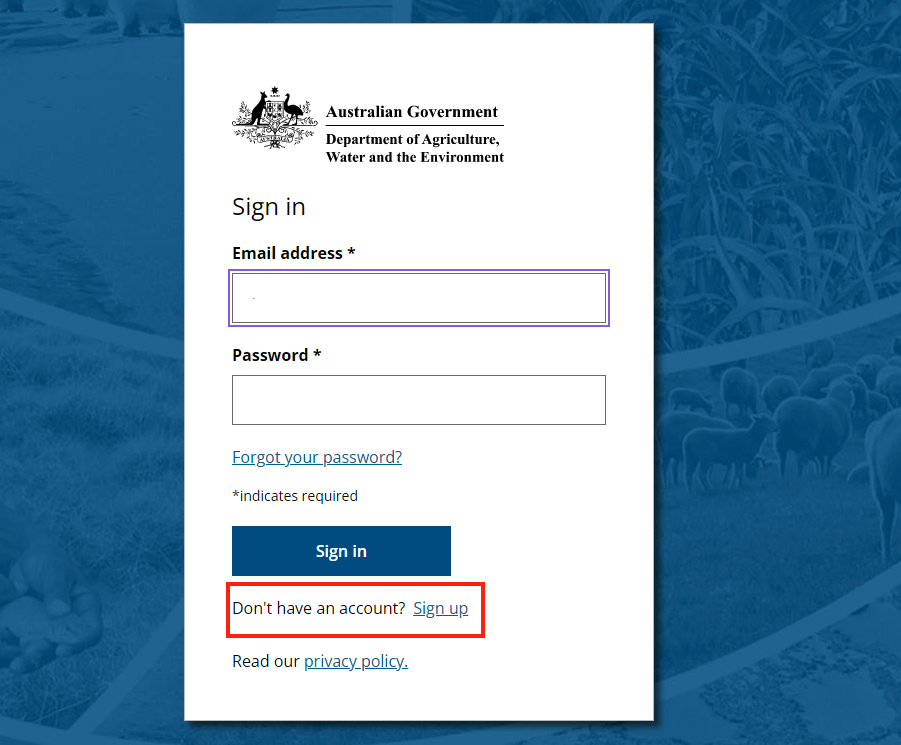 Australian Government
Department of Agriculture,
Water and the Environment
Sign in
Email address *
Password *
Forgot your password?
*indicates required
Sign in
Don't have an account? Sign up
Read our privacy policy.